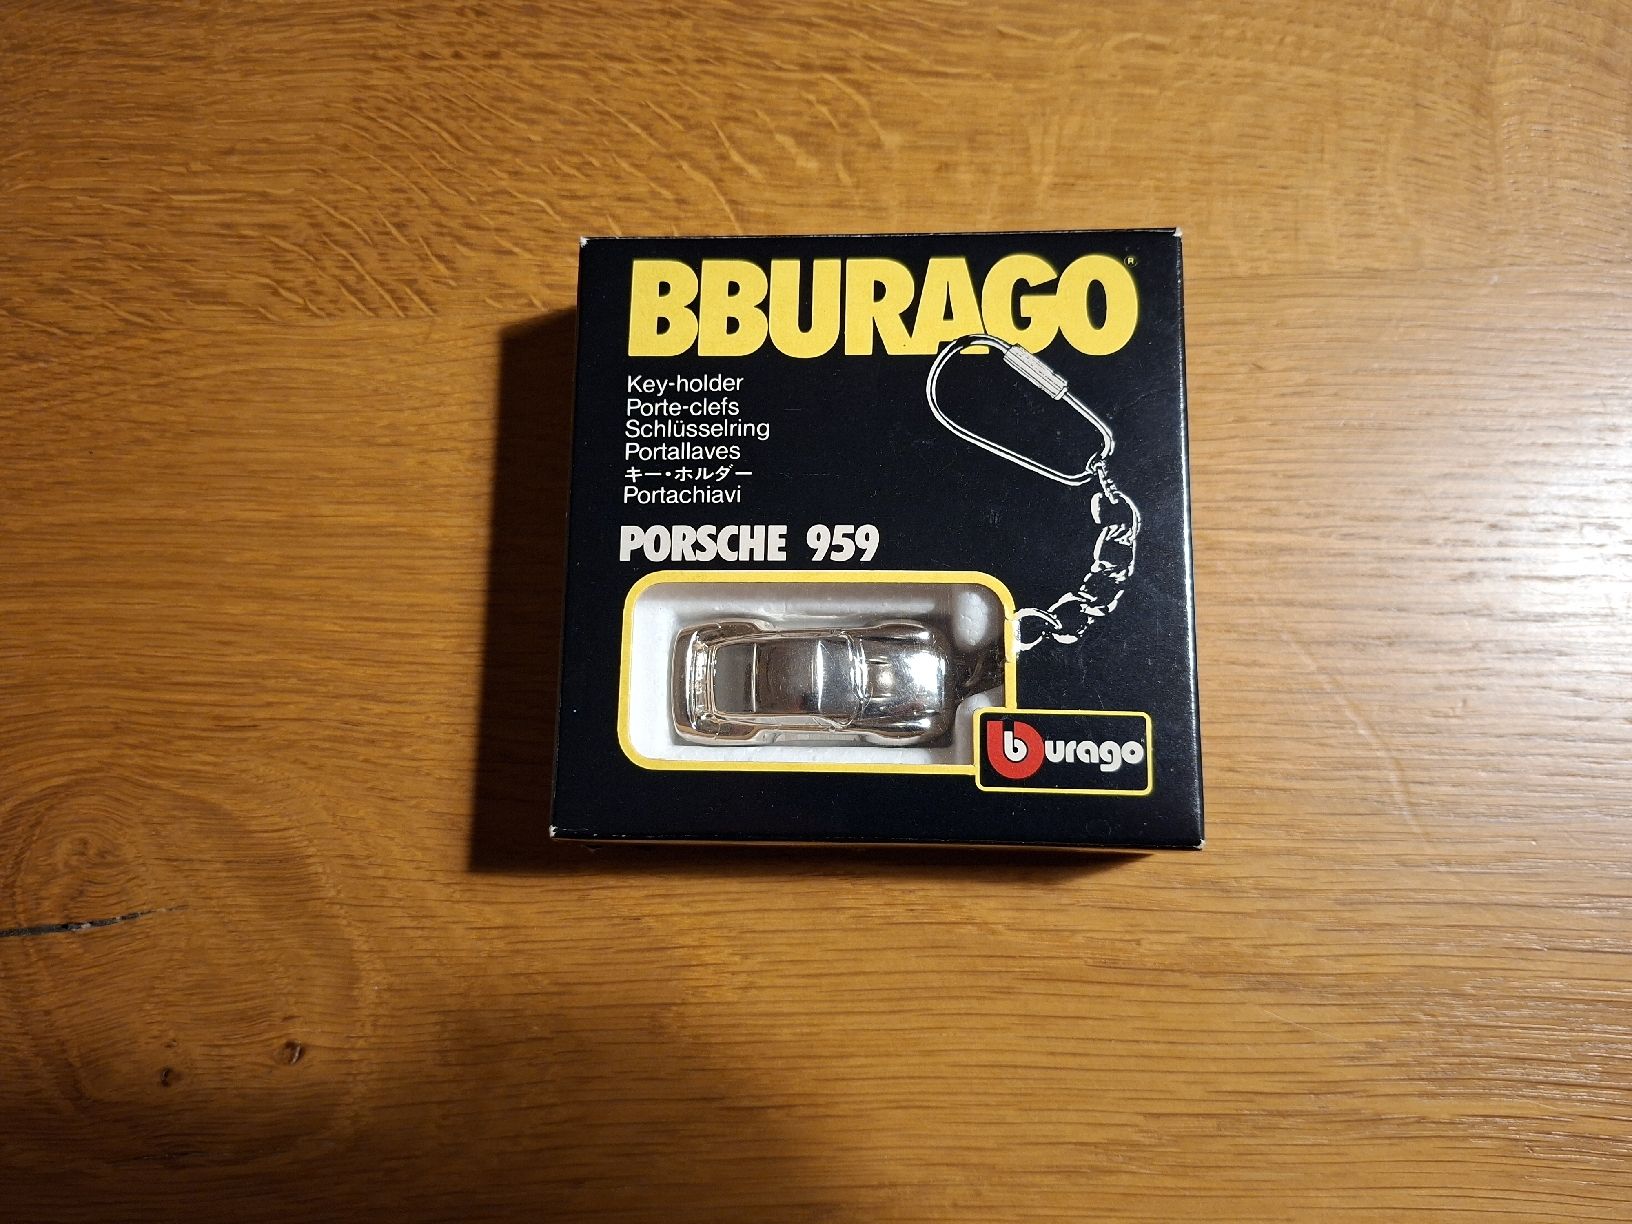 BBURAGO®
Key-holder
Porte-clefs
Schlüsselring
Portallaves
キー・ホルダー
Portachiavi
PORSCHE 959
burago